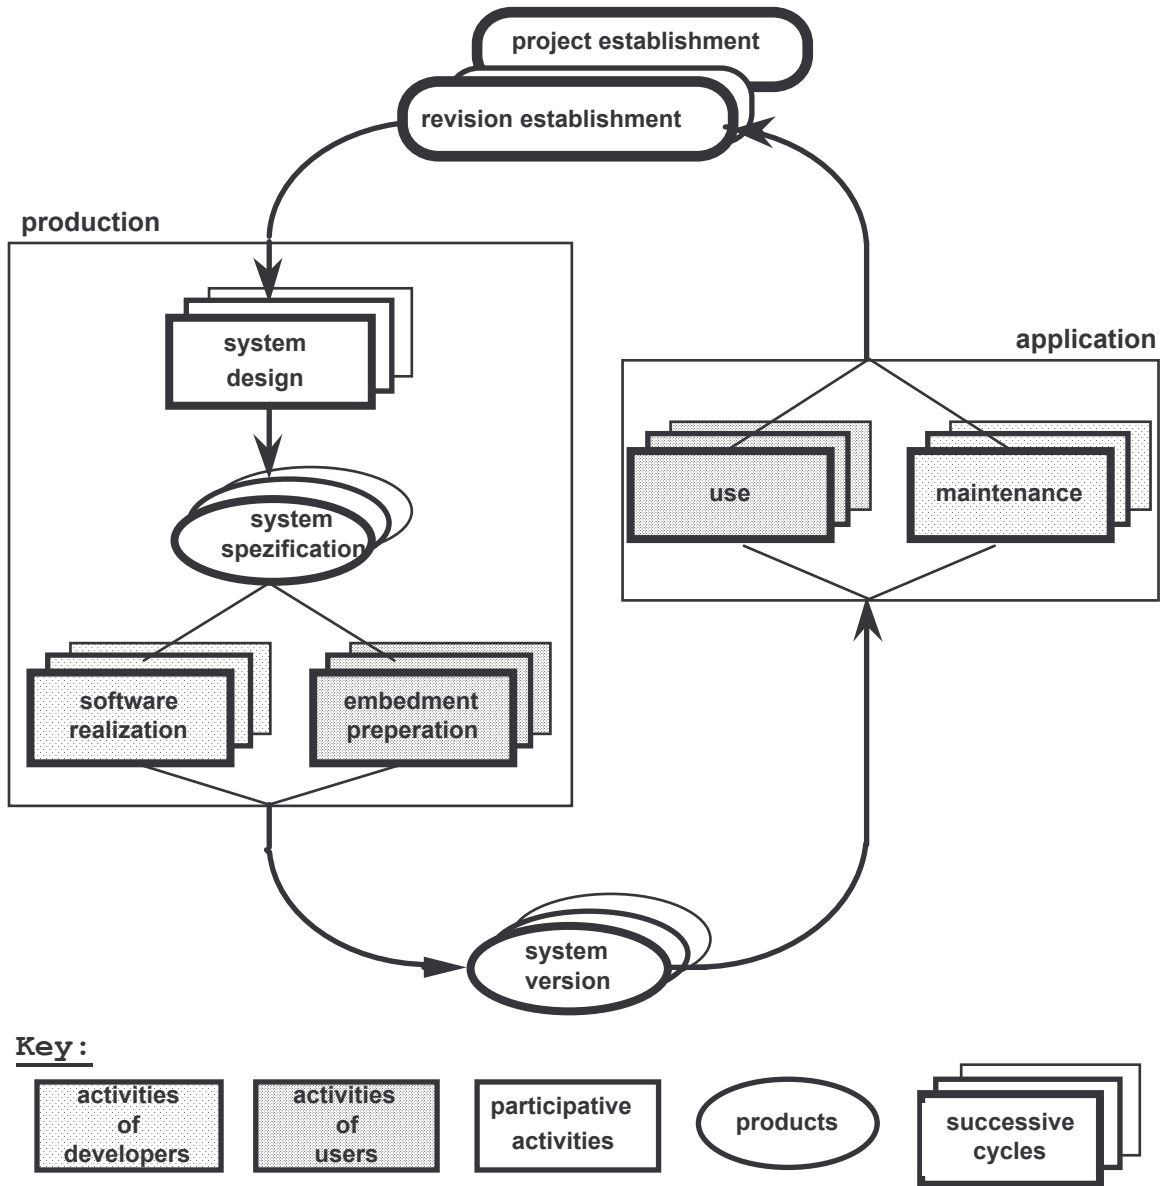 project establishment
revision establishment
production
system
design
application
use
maintenance
system
spezification
software
realization
embedment
preperation
system
version
Key:
activities
of
developers
activities
of
users
participative
activities
products
successive
cycles